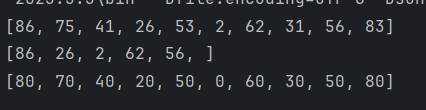 [86, 75, 41, 26, 53, 2, 62, 31, 56, 83]
[86, 26, 2, 62, 56, ]
[80, 70, 40, 20, 50, 0, 60, 30, 50, 80]